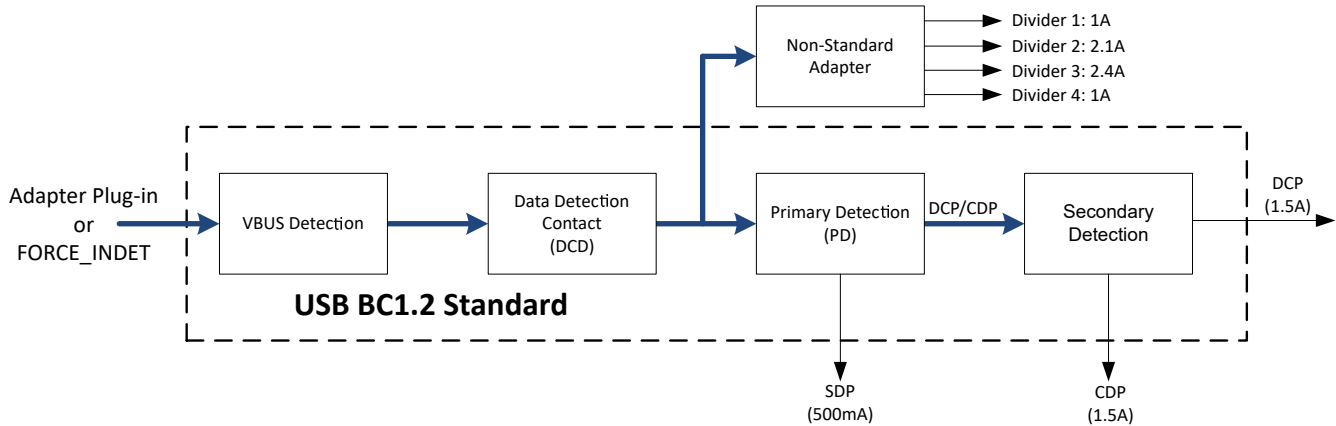 Non-Standard
Adapter
Divider 1: 1A
Divider 2: 2.1A
Divider 3: 2.4A
Divider 4: 1A
Adapter Plug-in
or
FORCE_INDET
VBUS Detection
Data Detection
Contact
(DCD)
Primary Detection
(PD)
DCP/CDP
Secondary
Detection
DCP
(1.5A)
USB BC1.2 Standard
SDP
(500mA)
CDP
(1.5A)